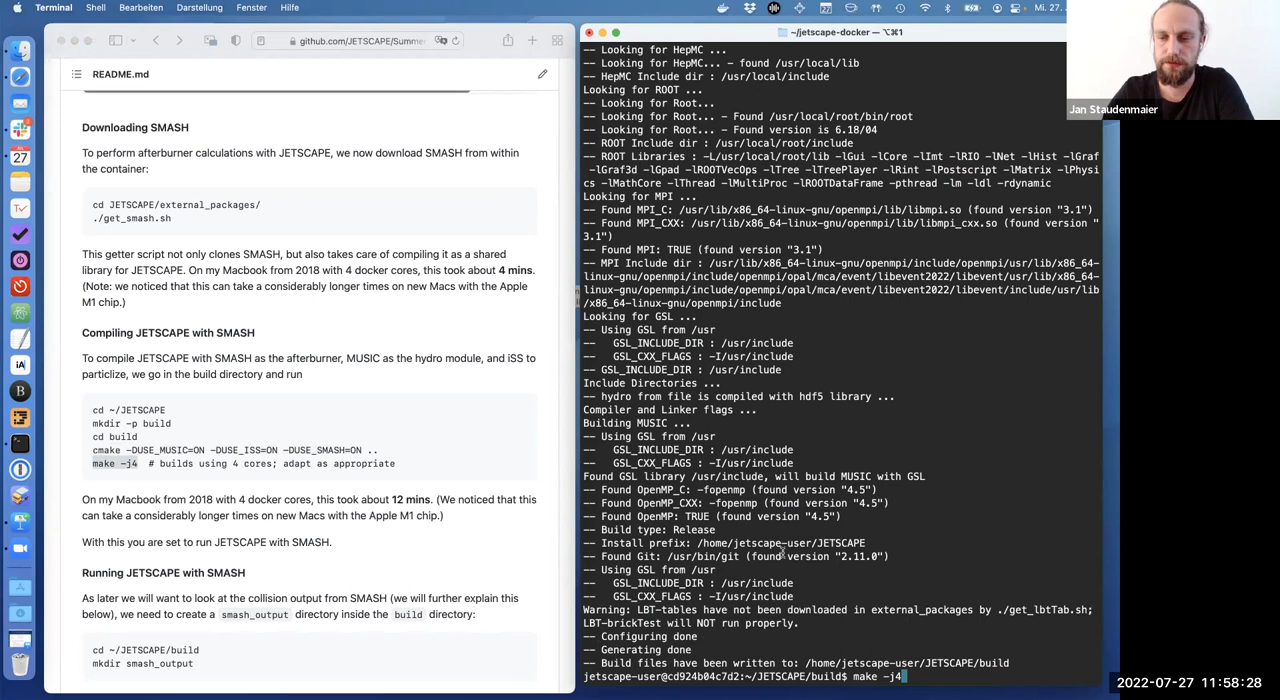 JETTERMINAL Shell Bearbeiten Darstellung Fenster Hilfe
Mi. 27.
github.com/JETSCAPE/Summe
~/jetscape-docker — ⌥⌘1
README.md
Downloading SMASH
To perform afterburner calculations with JETSCAPE, we now download SMASH from within
the container:
cd JETSCAPE/external_packages/
./get_smash.sh
This getter script not only clones SMASH, but also takes care of compiling it as a shared
library for JETSCAPE. On my Macbook from 2018 with 4 docker cores, this took about 4 mins.
(Note: we noticed that this can take a considerably longer times on new Macs with the Apple
M1 chip.)
Compiling JETSCAPE with SMASH
To compile JETSCAPE with SMASH as the afterburner, MUSIC as the hydro module, and iSS to
particlize, we go in the build directory and run
cd ~/JETSCAPE
mkdir -p build
cd build
cmake -DUSE_MUSIC=ON -DUSE_ISS=ON -DUSE_SMASH=ON ..
make -j4 # builds using 4 cores; adapt as appropriate
On my Macbook from 2018 with 4 docker cores, this took about 12 mins. (We noticed that this
can take a considerably longer times on new Macs with the Apple M1 chip.)
With this you are set to run JETSCAPE with SMASH.
Running JETSCAPE with SMASH
As later we will want to look at the collision output from SMASH (we will further explain this
below), we need to create a smash_output directory inside the build directory:
cd ~/JETSCAPE/build
mkdir smash_output
-- Looking for HepMC ...
-- Looking for HepMC... - found /usr/local/lib
-- HepMC Include dir : /usr/local/include
Looking for ROOT ...
-- Looking for Root...
-- Looking for Root... - Found /usr/local/root/bin/root
-- Looking for Root... - Found version is 6.18/04
-- ROOT Include dir : /usr/local/root/include
-- ROOT Libraries : -L/usr/local/root/lib -lGui -lCore -lImt -lRIO -lNet -lHist -lGraf
-lGraf3d -lGpad -lROOTVecOps -lTree -lTreePlayer -lRint -lPostscript -lMatrix -lPhysi
cs -lMathCore -lThread -lMultiProc -lROOTDataFrame -pthread -lm -ldl -rdynamic
Looking for MPI ...
-- Found MPI_C: /usr/lib/x86_64-linux-gnu/openmpi/lib/libmpi.so (found version "3.1")
-- Found MPI_CXX: /usr/lib/x86_64-linux-gnu/openmpi/lib/libmpi_cxx.so (found version "
3.1")
-- Found MPI: TRUE (found version "3.1")
-- MPI Include dir : /usr/lib/x86_64-linux-gnu/openmpi/include/openmpi/usr/lib/x86_64-
linux-gnu/openmpi/include/openmpi/opal/mca/event/libevent2022/libevent/usr/lib/x86_64-
linux-gnu/openmpi/include/openmpi/opal/mca/event/libevent2022/libevent/include/usr/lib
/x86_64-linux-gnu/openmpi/include
Looking for GSL ...
-- Using GSL from /usr
-- GSL_INCLUDE_DIR : /usr/include
-- GSL_CXX_FLAGS : -I/usr/include
-- GSL_INCLUDE_DIR : /usr/include
Include Directories ...
-- hydro from file is compiled with hdf5 library ...
Compiler and Linker flags ...
Building MUSIC ...
-- Using GSL from /usr
-- GSL_INCLUDE_DIR : /usr/include
-- GSL_CXX_FLAGS : -I/usr/include
Found GSL library /usr/include, will build MUSIC with GSL
-- Found OpenMP_C: -fopenmp (found version "4.5")
-- Found OpenMP_CXX: -fopenmp (found version "4.5")
-- Found OpenMP: TRUE (found version "4.5")
-- Build type: Release
-- Install prefix: /home/jetscape-user/JETSCAPE
-- Found Git: /usr/bin/git (found version "2.11.0")
-- Using GSL from /usr
-- GSL_INCLUDE_DIR : /usr/include
-- GSL_CXX_FLAGS : -I/usr/include
Warning: LBT-tables have not been downloaded in external_packages by ./get_lbtTab.sh;
LBT-brickTest will NOT run properly.
-- Configuring done
-- Generating done
-- Build files have been written to: /home/jetscape-user/JETSCAPE/build
jetscape-user@cd924b04c7d2:~/JETSCAPE/build$ make -j4
Jan Staudenmaier
2022-07-27 11:58:28